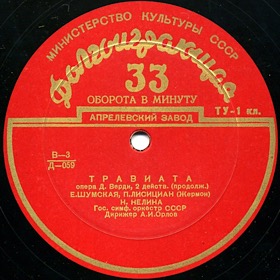 МИНИСТЕРСТВО КУЛЬТУРЫ СССР
Долгоиграющая
33
ОБОРОТА В МИНУТУ
ТУ-1 кл.
АПРЕЛЕВСКИЙ ЗАВОД
В—3
Д—059
ТРАВИАТА
опера Д. Верди, 2 действ. (продолж.)
Е.ШУМСКАЯ, П.ЛИСИЦИАН (Жермон)
Н. НЕЛИНА
Гос. симф. оркестр СССР
Дирижер А.И.Орлов